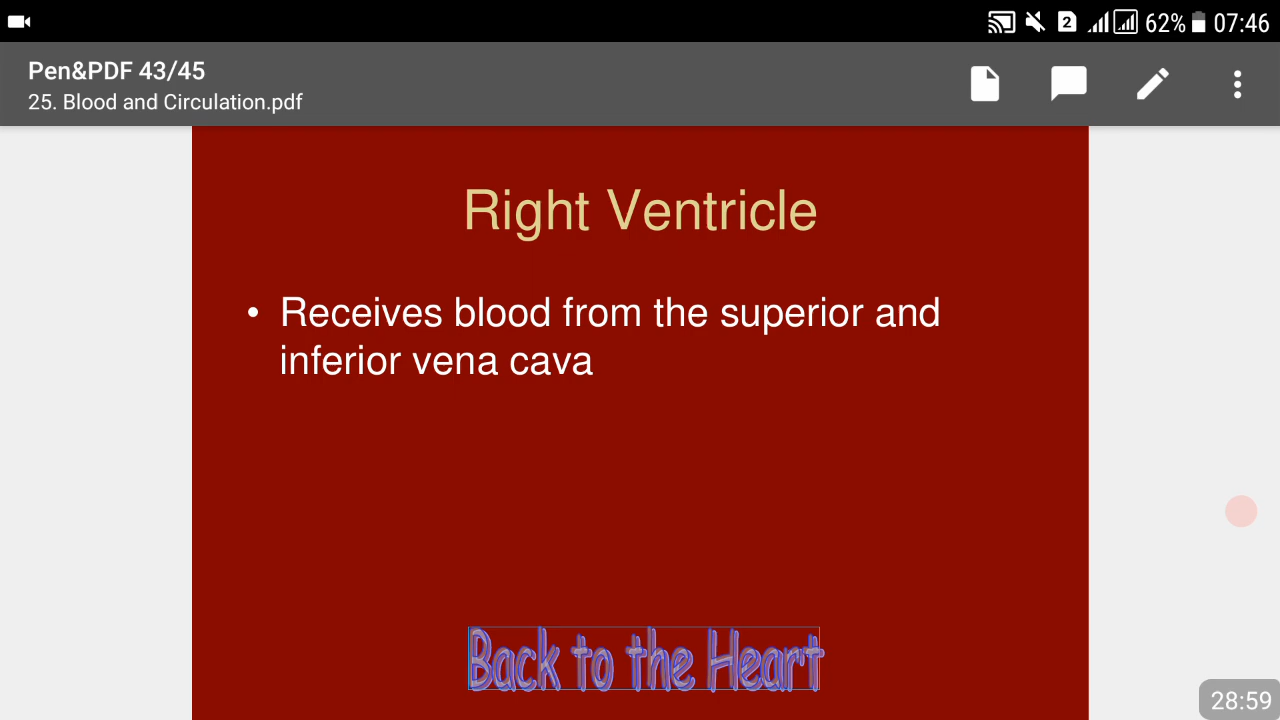 2 62% 07:46
Pen&PDF 43/45
25. Blood and Circulation.pdf
Right Ventricle
• Receives blood from the superior and
inferior vena cava
Back to the Heart
28:59